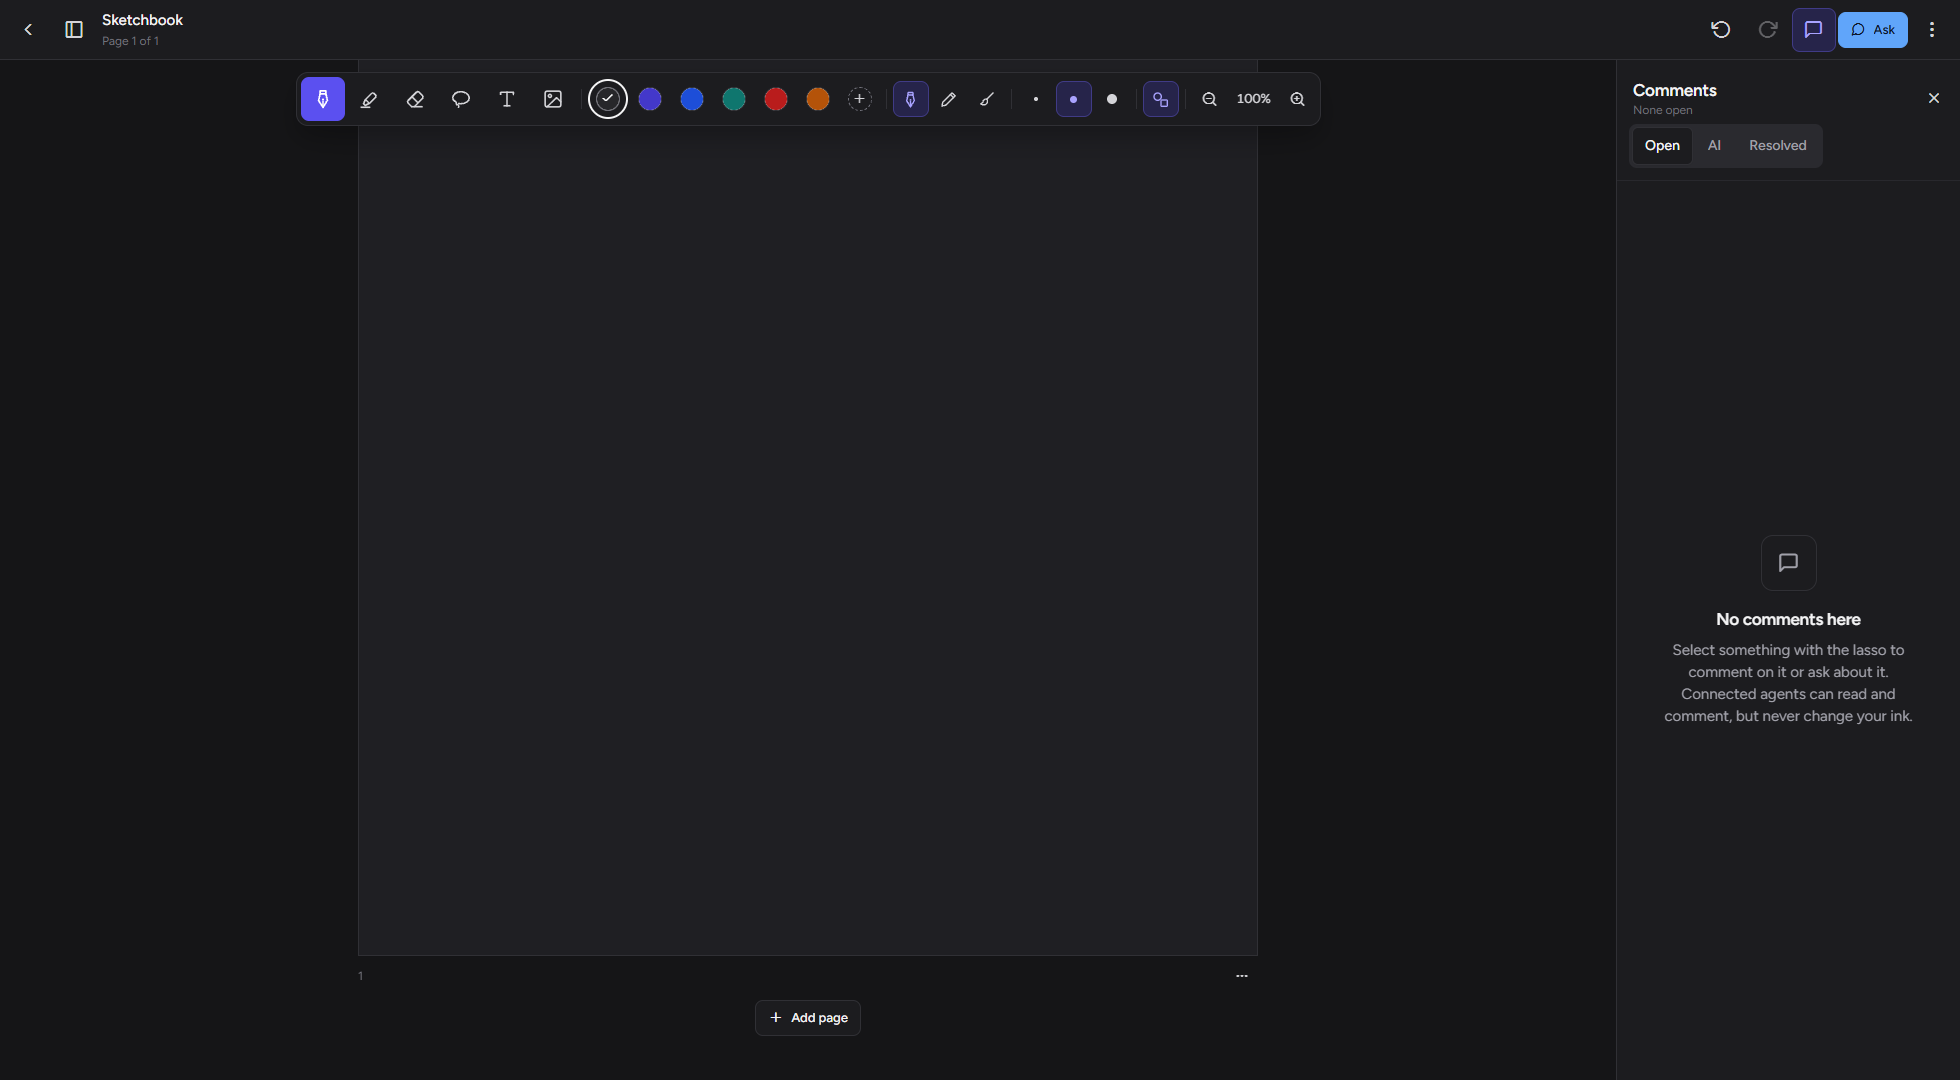 Sketchbook
Page 1 of 1
Ask
100%
Comments
None open
Open
AI
Resolved
No comments here
Select something with the lasso to
comment on it or ask about it.
Connected agents can read and
comment, but never change your ink.
1
Add page